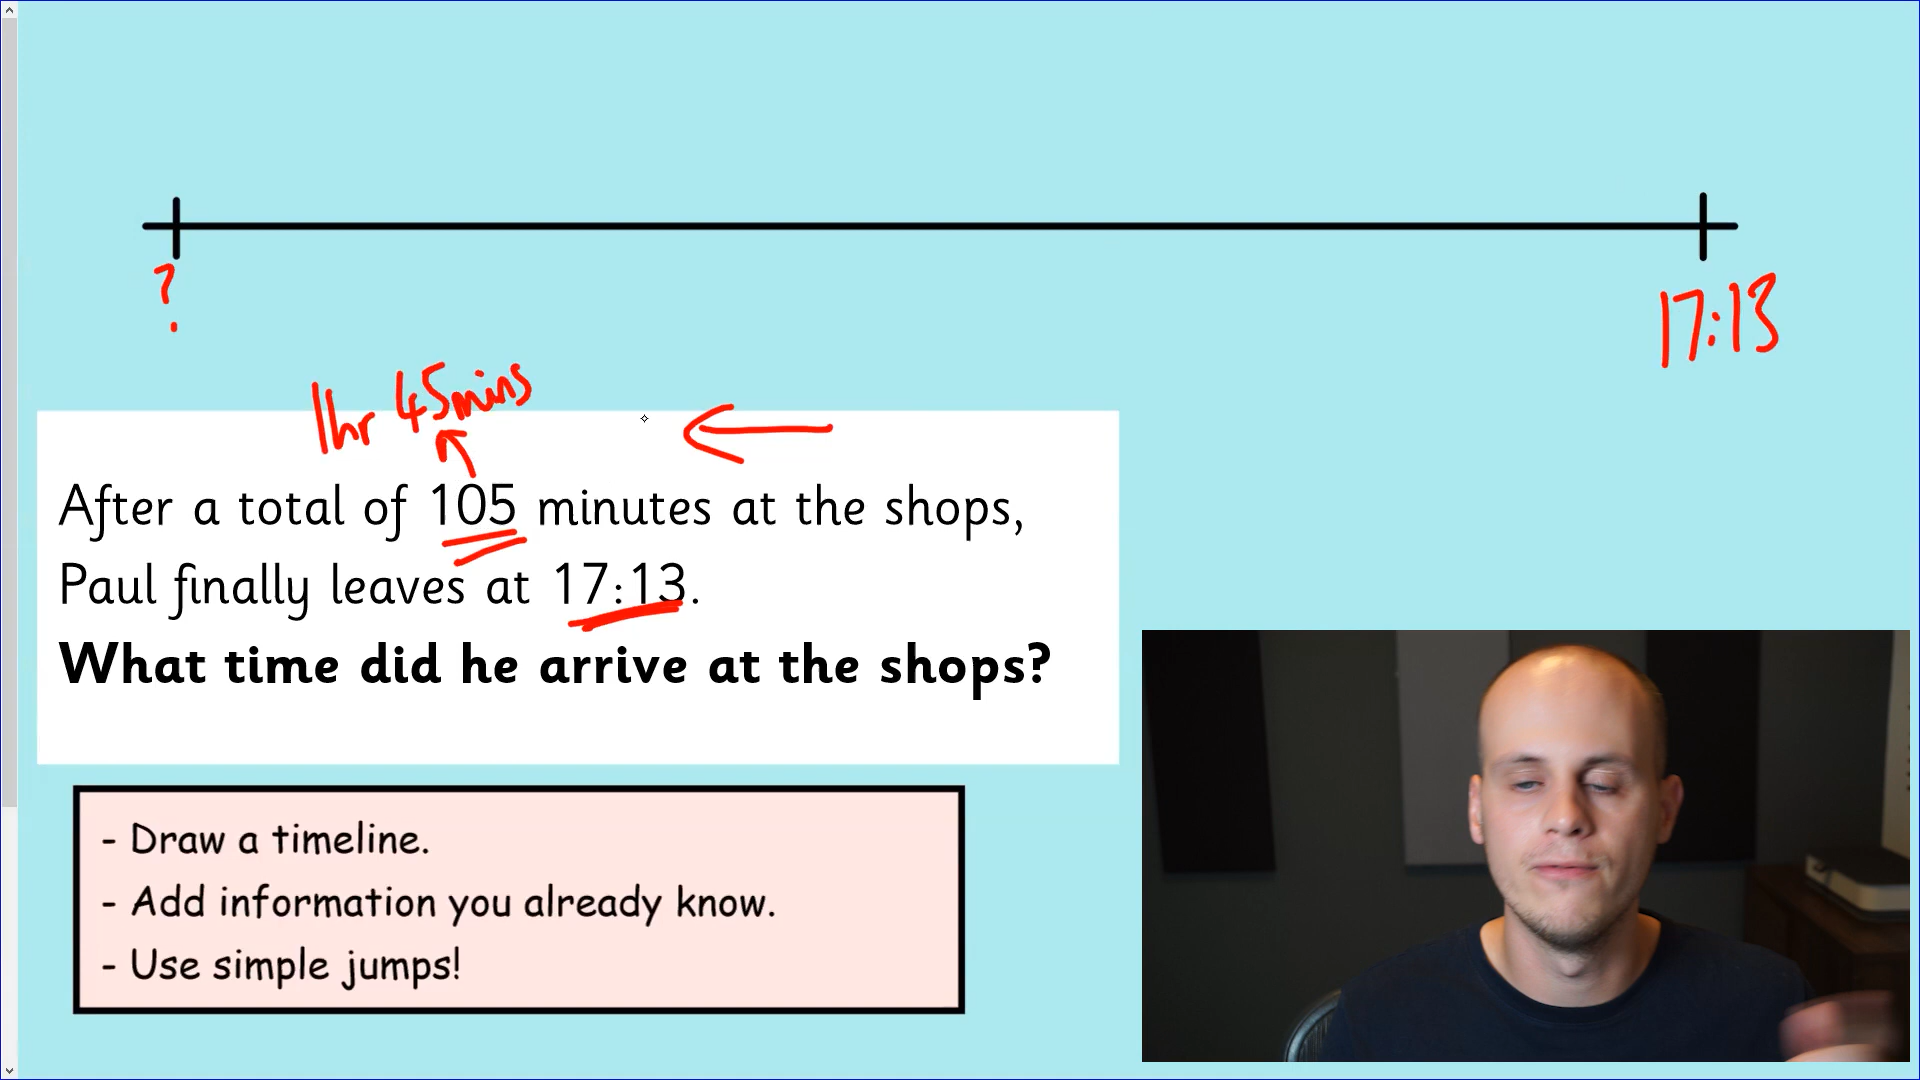 ?
17:13
1hr 45mins
After a total of 105 minutes at the shops,
Paul finally leaves at 17:13.
What time did he arrive at the shops?
- Draw a timeline.
- Add information you already know.
- Use simple jumps!